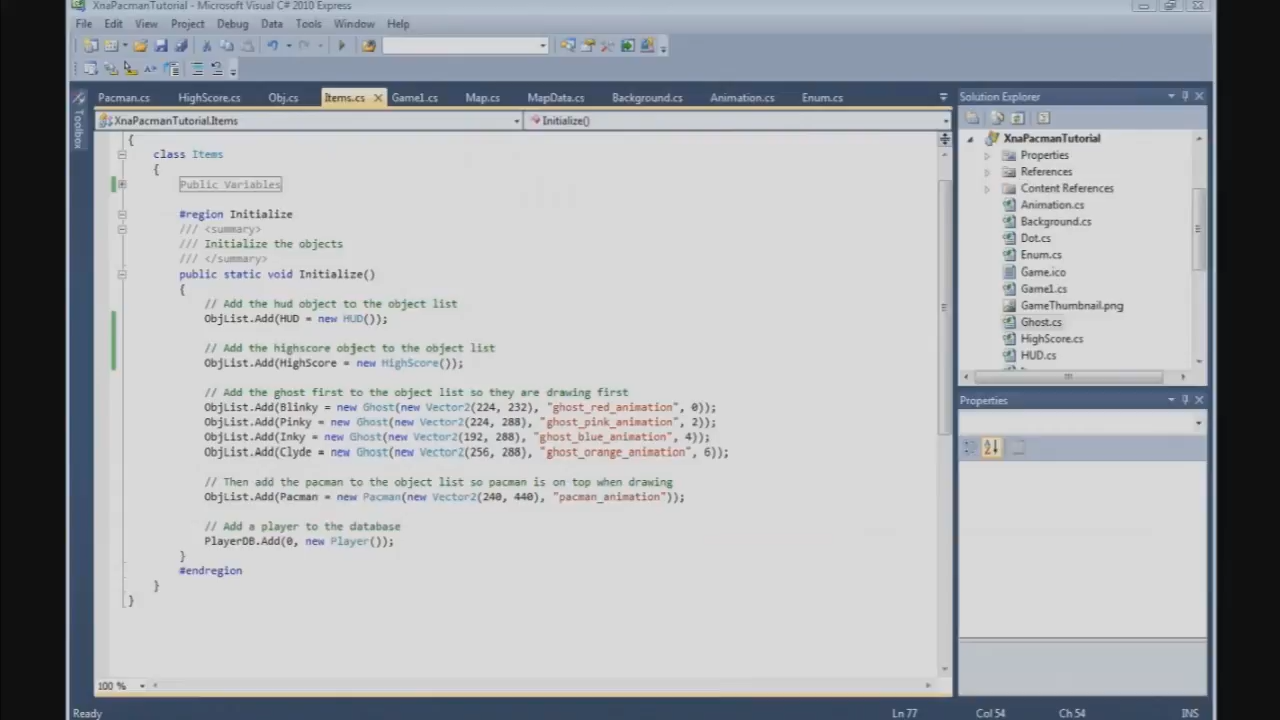 XnaPacmanTutorial - Microsoft Visual C# 2010 Express
File Edit View Project Debug Data Tools Window Help
Pacman.cs HighScore.cs Obj.cs Items.cs Game1.cs Map.cs MapData.cs Background.cs Animation.cs Enum.cs
Toolbox
XnaPacmanTutorial.Items Initialize()
{
class Items
{
Public Variables
#region Initialize
/// <summary>
/// Initialize the objects
/// </summary>
public static void Initialize()
{
// Add the hud object to the object list
ObjList.Add(HUD = new HUD());
// Add the highscore object to the object list
ObjList.Add(HighScore = new HighScore());
// Add the ghost first to the object list so they are drawing first
ObjList.Add(Blinky = new Ghost(new Vector2(224, 232), "ghost_red_animation", 0));
ObjList.Add(Pinky = new Ghost(new Vector2(224, 288), "ghost_pink_animation", 2));
ObjList.Add(Inky = new Ghost(new Vector2(192, 288), "ghost_blue_animation", 4));
ObjList.Add(Clyde = new Ghost(new Vector2(256, 288), "ghost_orange_animation", 6));
// Then add the pacman to the object list so pacman is on top when drawing
ObjList.Add(Pacman = new Pacman(new Vector2(240, 440), "pacman_animation"));
// Add a player to the database
PlayerDB.Add(0, new Player());
}
#endregion
}
}
100 %
Solution Explorer
XnaPacmanTutorial
Properties
References
Content References
Animation.cs
Background.cs
Dot.cs
Enum.cs
Game.ico
Game1.cs
GameThumbnail.png
Ghost.cs
HighScore.cs
HUD.cs
Properties
Ready Ln 77 Col 54 Ch 54 INS